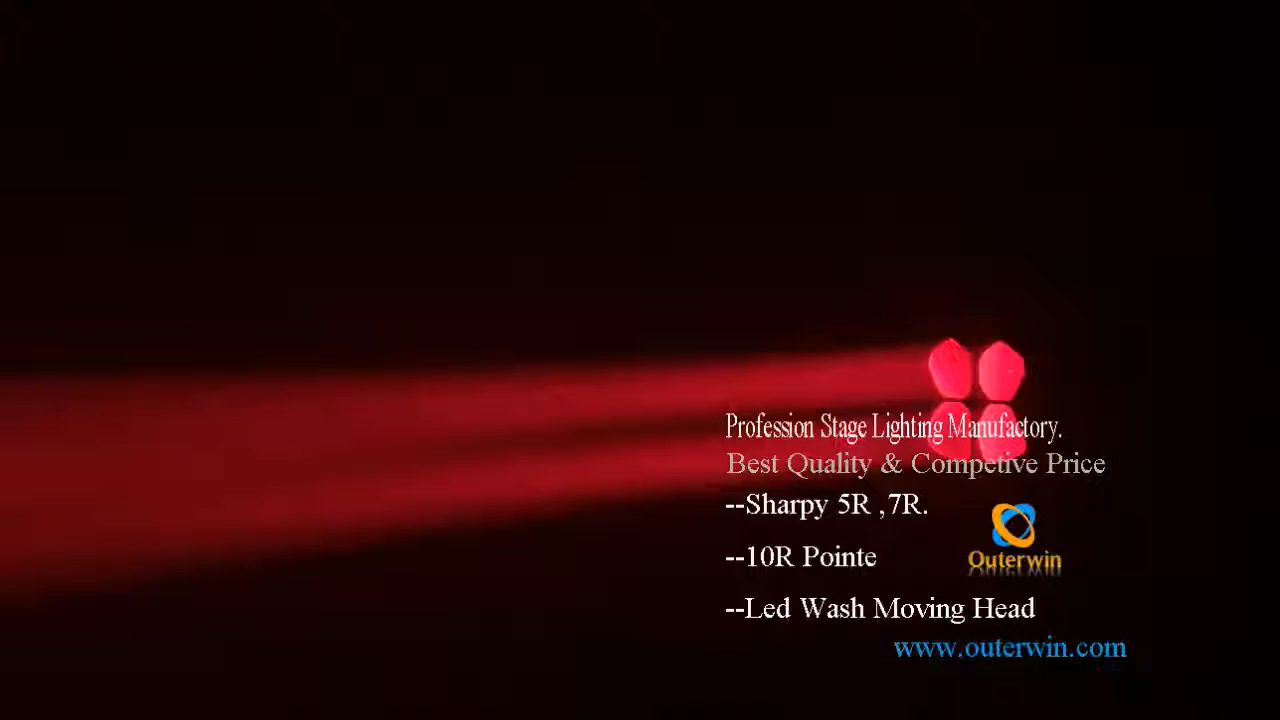 Profession Stage Lighting Manufactory.
Best Quality & Competive Price
--Sharpy 5R ,7R.
--10R Pointe
Outerwin
--Led Wash Moving Head
www.outerwin.com